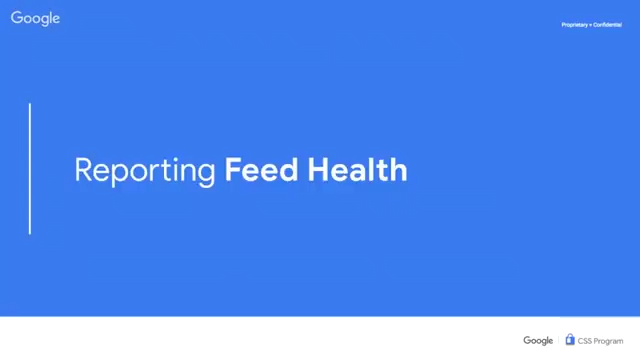 Google
Proprietary + Confidential
Reporting Feed Health
Google CSS Program